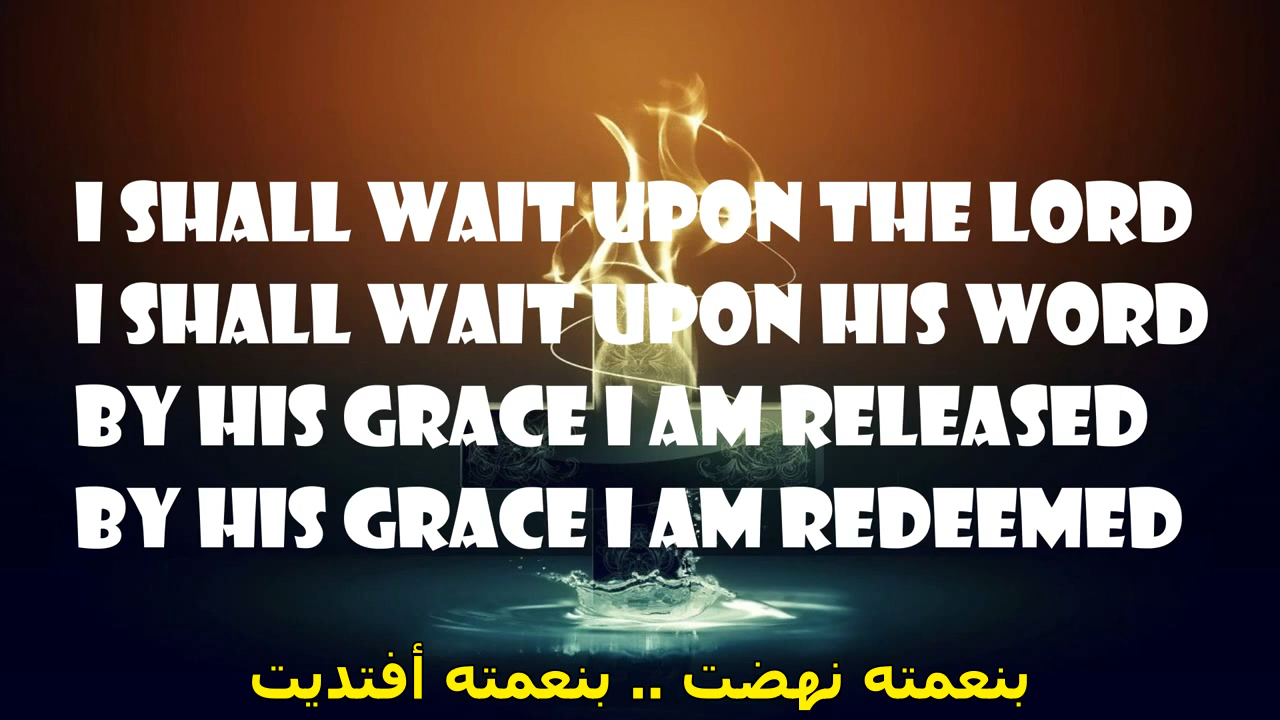 I SHALL WAIT UPON THE LORD
I SHALL WAIT UPON HIS WORD
BY HIS GRACE I AM RELEASED
BY HIS GRACE I AM REDEEMED
بنعمته نهضت .. بنعمته أفتديت